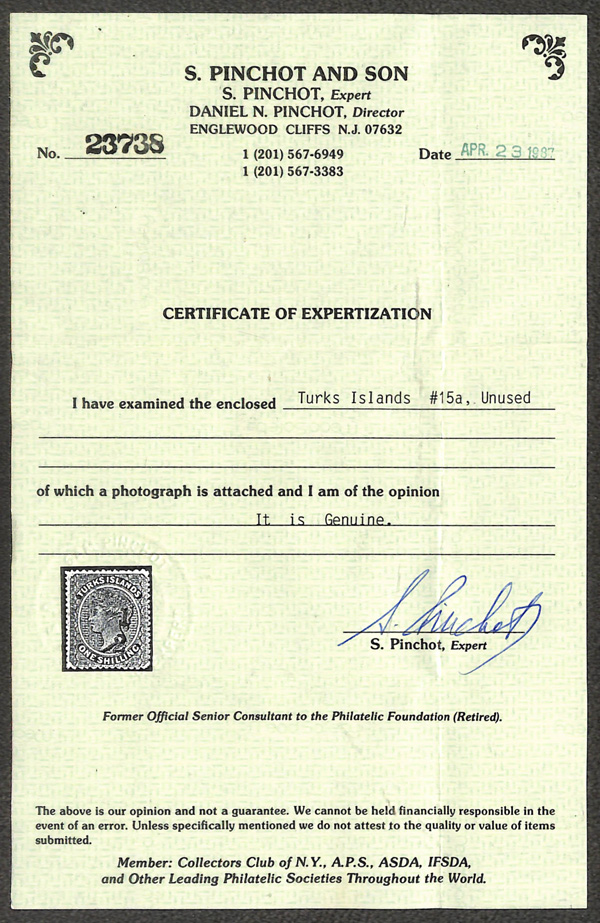 S. PINCHOT AND SON
S. PINCHOT, Expert
DANIEL N. PINCHOT, Director
ENGLEWOOD CLIFFS N.J. 07632
No. 23738
1 (201) 567-6949
1 (201) 567-3383
Date APR. 23 1987
CERTIFICATE OF EXPERTIZATION
I have examined the enclosed Turks Islands #15a, Unused
of which a photograph is attached and I am of the opinion
It is Genuine.
TURKS ISLANDS
ONE SHILLING
S. Pinchot
S. Pinchot, Expert
Former Official Senior Consultant to the Philatelic Foundation (Retired).
The above is our opinion and not a guarantee. We cannot be held financially responsible in the
event of an error. Unless specifically mentioned we do not attest to the quality or value of items
submitted.
Member: Collectors Club of N.Y., A.P.S., ASDA, IFSDA,
and Other Leading Philatelic Societies Throughout the World.